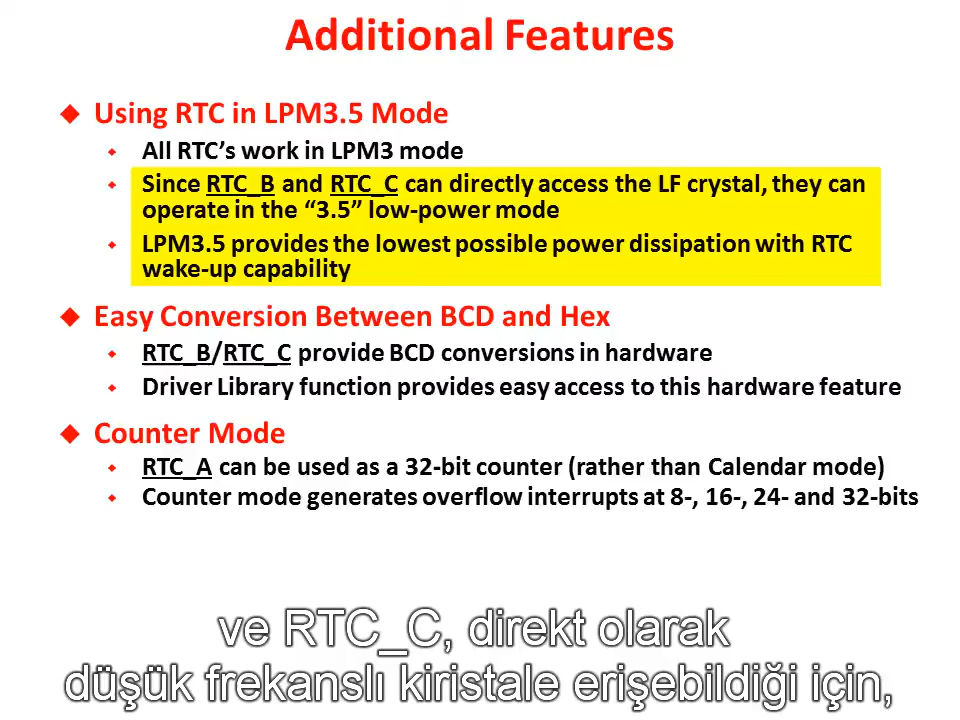 Additional Features
Using RTC in LPM3.5 Mode
All RTC's work in LPM3 mode
Since RTC_B and RTC_C can directly access the LF crystal, they can
operate in the “3.5” low-power mode
LPM3.5 provides the lowest possible power dissipation with RTC
wake-up capability
Easy Conversion Between BCD and Hex
RTC_B/RTC_C provide BCD conversions in hardware
Driver Library function provides easy access to this hardware feature
Counter Mode
RTC_A can be used as a 32-bit counter (rather than Calendar mode)
Counter mode generates overflow interrupts at 8-, 16-, 24- and 32-bits
ve RTC_C, direkt olarak
düşük frekanslı kiristale erişebildiği için,